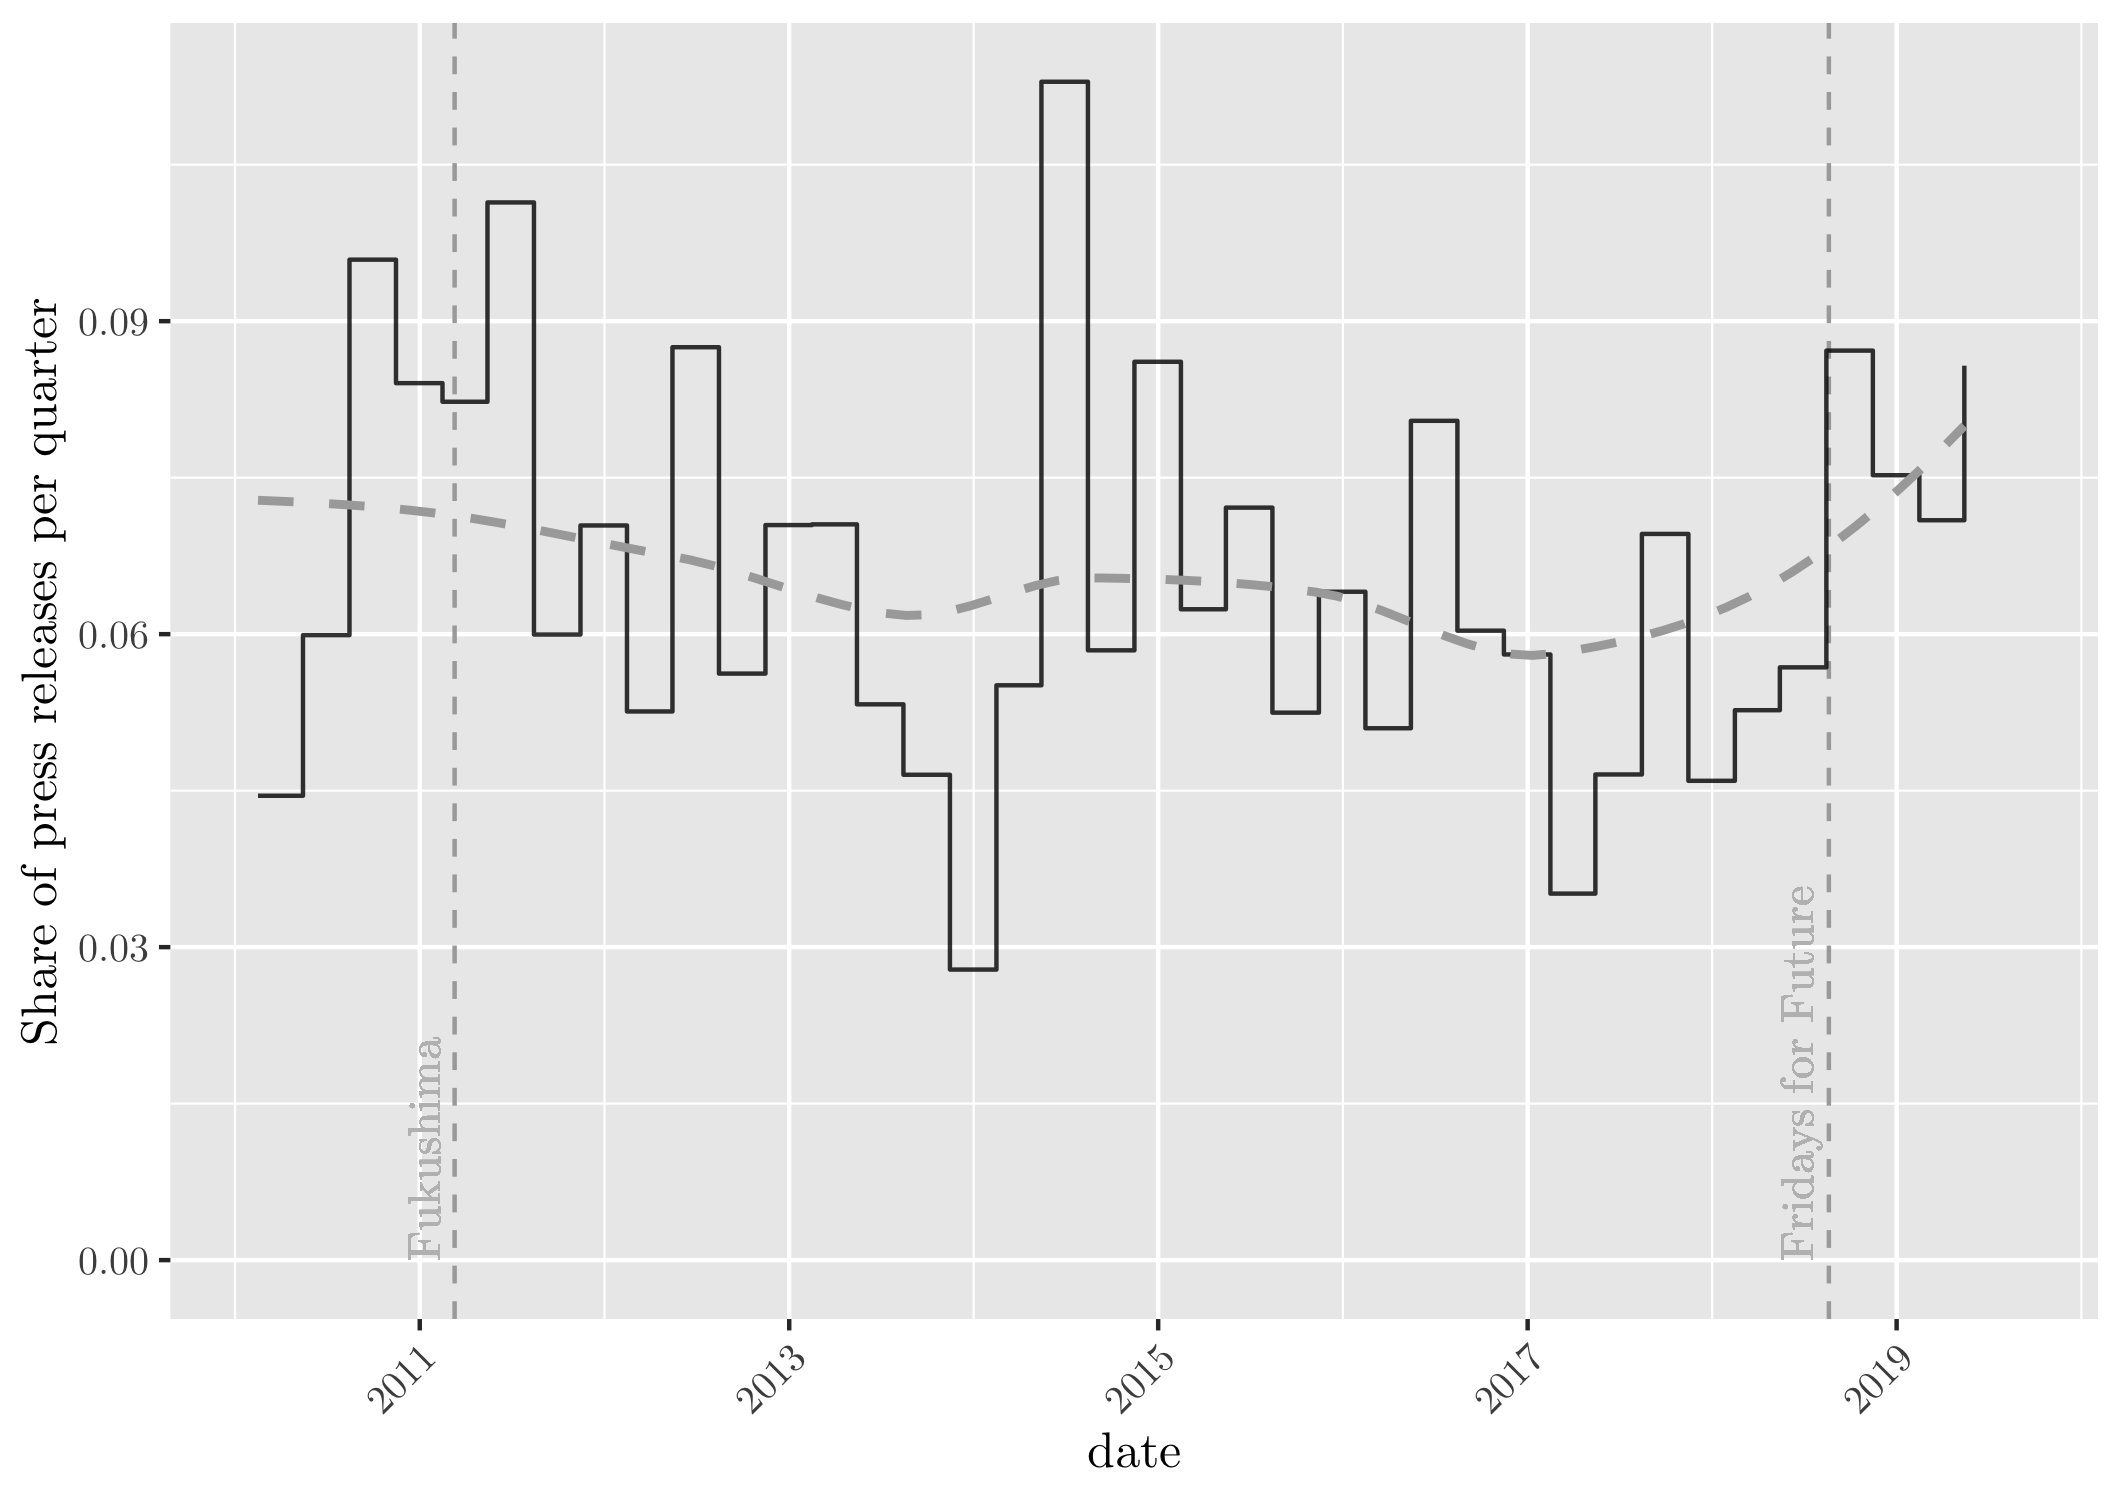 Share of press releases per quarter
0.09
0.06
0.03
0.00
Fukushima
Fridays for Future
2011
2013
2015
2017
2019
date